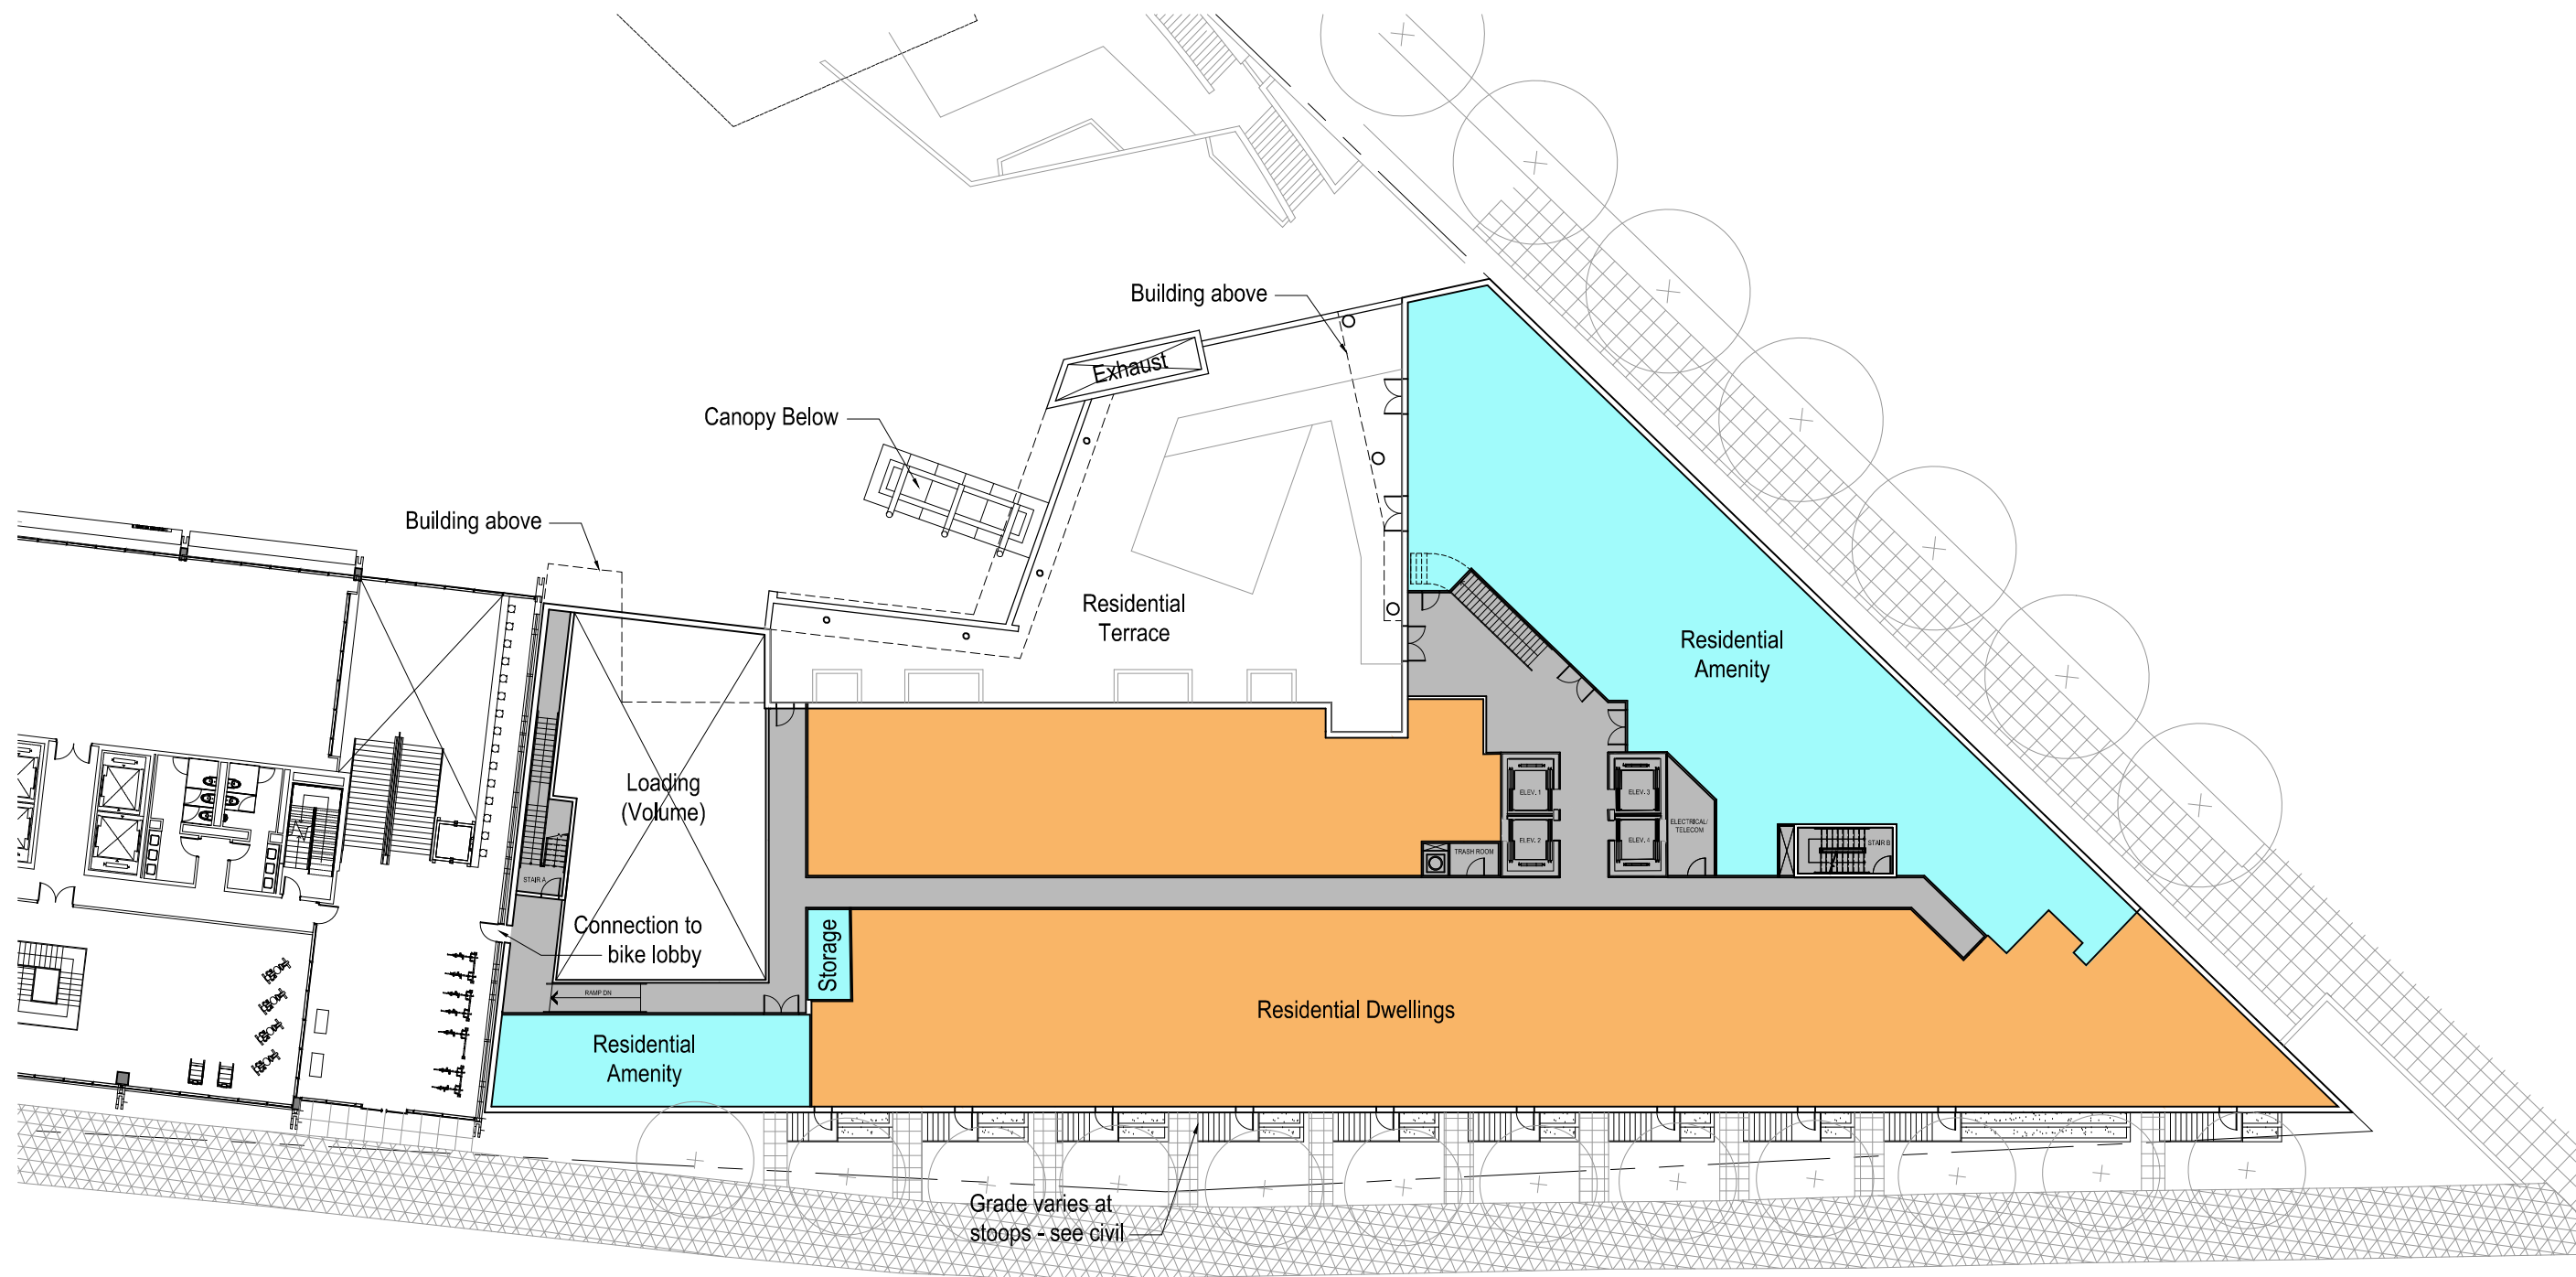 Building above
Exhaust
Canopy Below
Building above
Residential
Terrace
Residential
Amenity
Loading
(Volume)
ELEV. 1
ELEV. 3
ELEV. 2
ELEV. 4
ELECTRICAL/
TELECOM
TRASH ROOM
STAIR B
STAIR A
Connection to
bike lobby
Storage
RAMP DN
Residential Dwellings
Residential
Amenity
Grade varies at
stoops - see civil